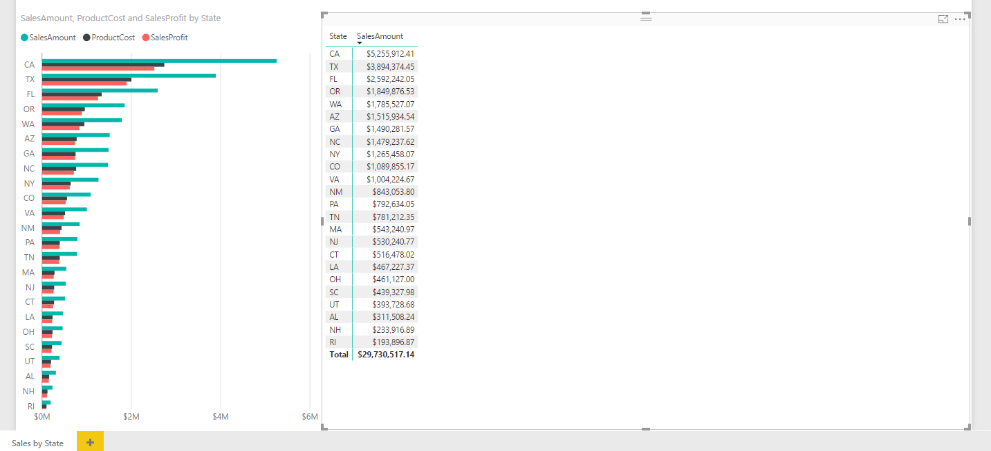 SalesAmount, ProductCost and SalesProfit by State
SalesAmount ProductCost SalesProfit
CA
TX
FL
OR
WA
AZ
GA
NC
NY
CO
VA
NM
PA
TN
MA
NJ
CT
LA
OH
SC
UT
AL
NH
RI
$0M $2M $4M $6M
State SalesAmount
CA $5,255,912.41
TX $3,894,374.45
FL $2,592,242.05
OR $1,849,876.53
WA $1,785,527.07
AZ $1,515,934.54
GA $1,490,281.57
NC $1,479,237.62
NY $1,265,458.07
CO $1,089,855.17
VA $1,004,224.67
NM $843,053.80
PA $792,634.05
TN $781,212.35
MA $543,240.97
NJ $530,240.77
CT $516,478.02
LA $467,227.37
OH $461,127.00
SC $439,327.98
UT $393,728.68
AL $311,508.24
NH $233,916.89
RI $193,896.87
Total $29,730,517.14
Sales by State